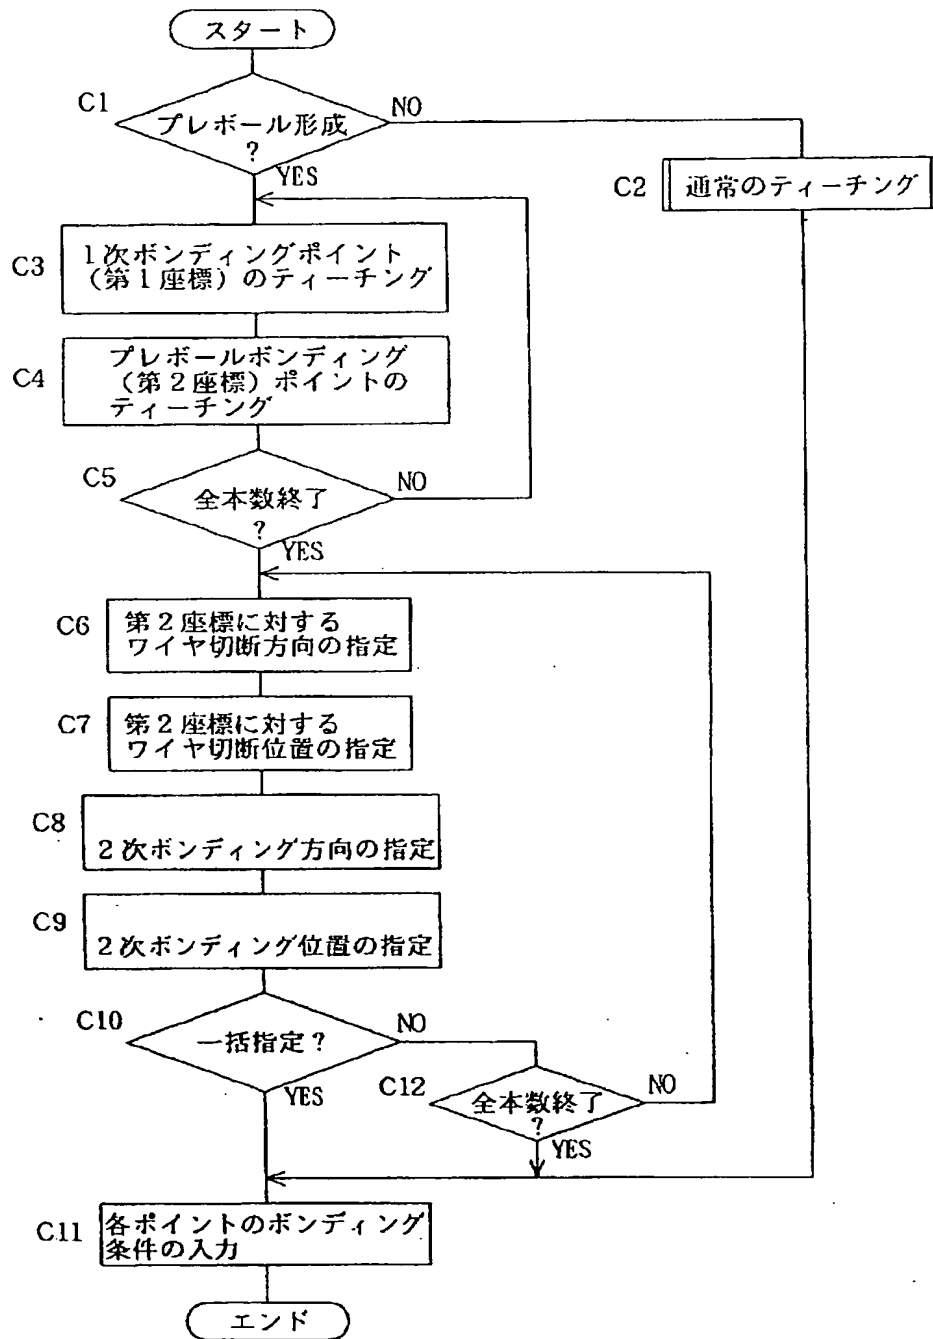 スタート
C1
プレボール形成
?
NO
YES
C2
通常のティーチング
C3
1次ボンディングポイント
(第1座標)のティーチング
C4
プレボールボンディング
(第2座標)ポイントの
ティーチング
C5
全本数終了
?
NO
YES
C6
第2座標に対する
ワイヤ切断方向の指定
C7
第2座標に対する
ワイヤ切断位置の指定
C8
2次ボンディング方向の指定
C9
2次ボンディング位置の指定
C10
一括指定?
NO
YES
C12
全本数終了
?
NO
YES
C11
各ポイントのボンディング
条件の入力
エンド